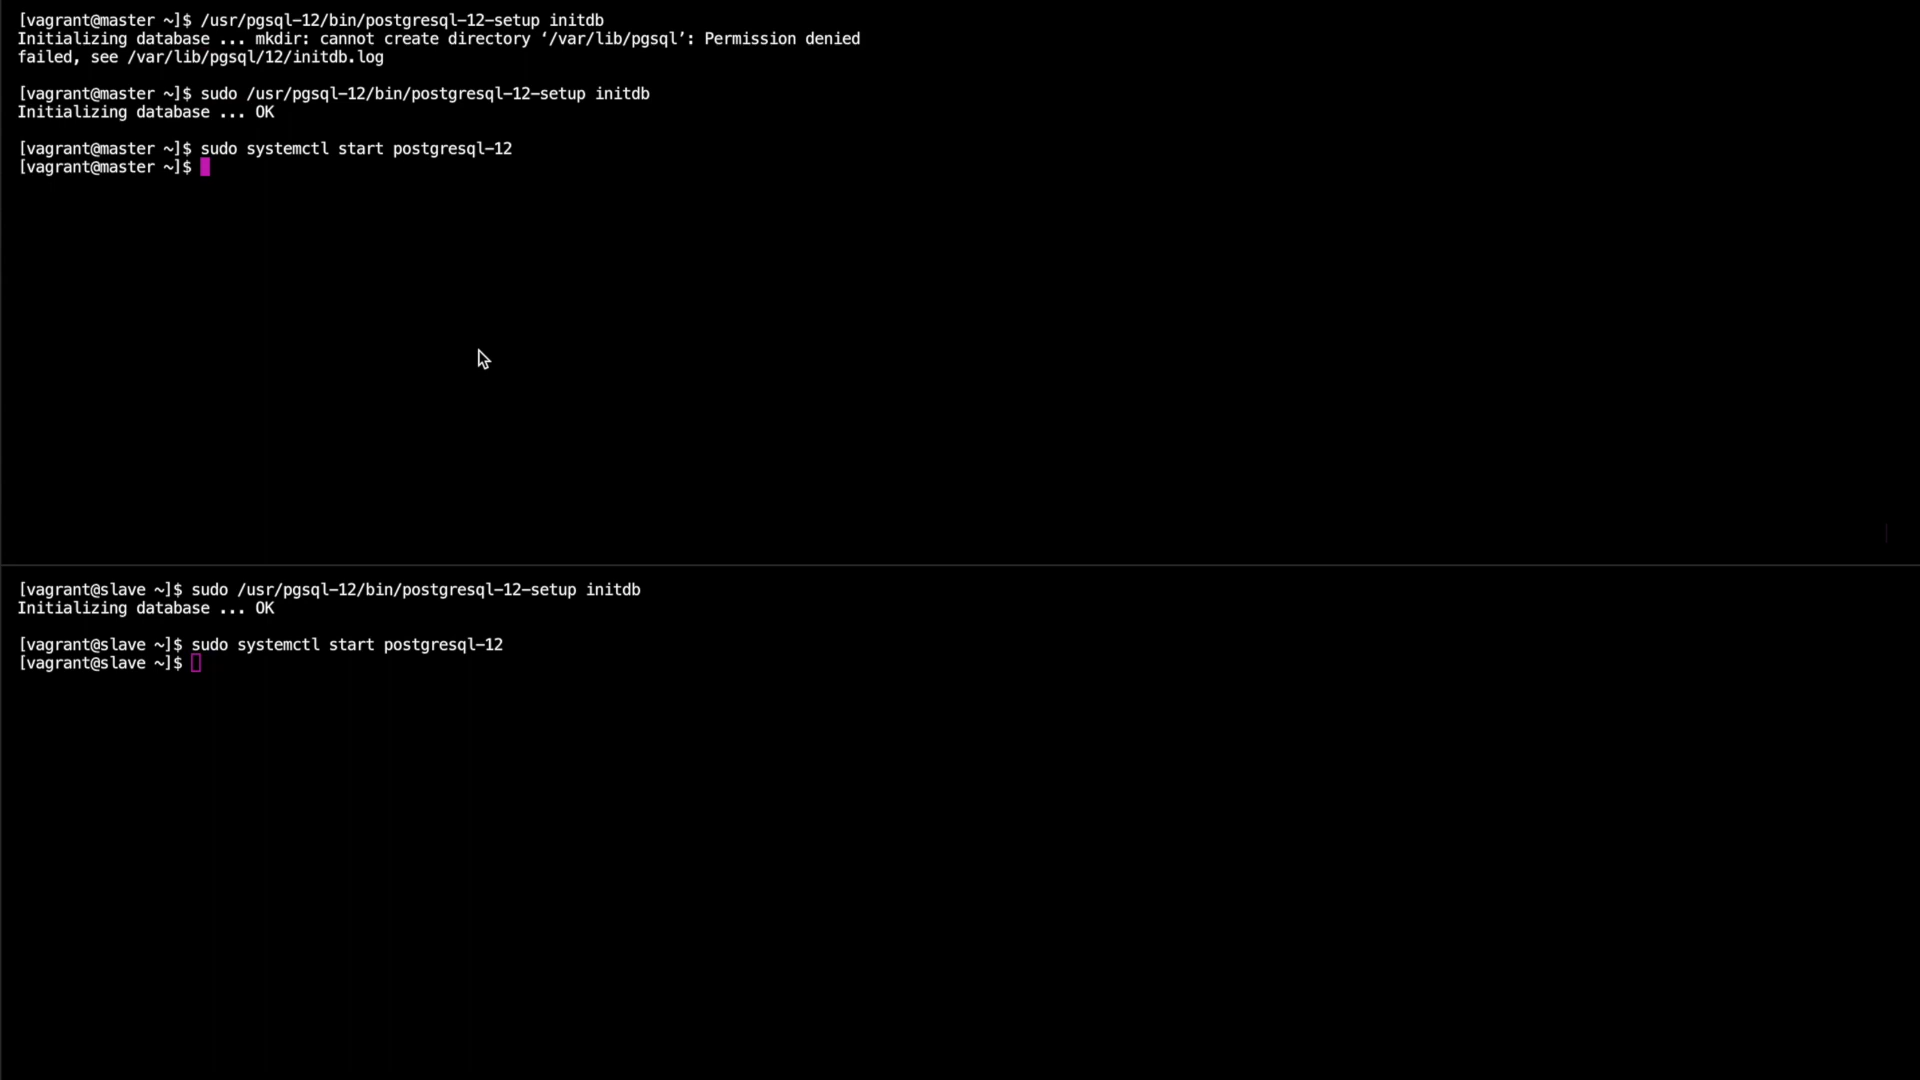 [vagrant@master ~]$ /usr/pgsql-12/bin/postgresql-12-setup initdb
Initializing database ... mkdir: cannot create directory ‘/var/lib/pgsql’: Permission denied
failed, see /var/lib/pgsql/12/initdb.log
[vagrant@master ~]$ sudo /usr/pgsql-12/bin/postgresql-12-setup initdb
Initializing database ... OK
[vagrant@master ~]$ sudo systemctl start postgresql-12
[vagrant@master ~]$
[vagrant@slave ~]$ sudo /usr/pgsql-12/bin/postgresql-12-setup initdb
Initializing database ... OK
[vagrant@slave ~]$ sudo systemctl start postgresql-12
[vagrant@slave ~]$